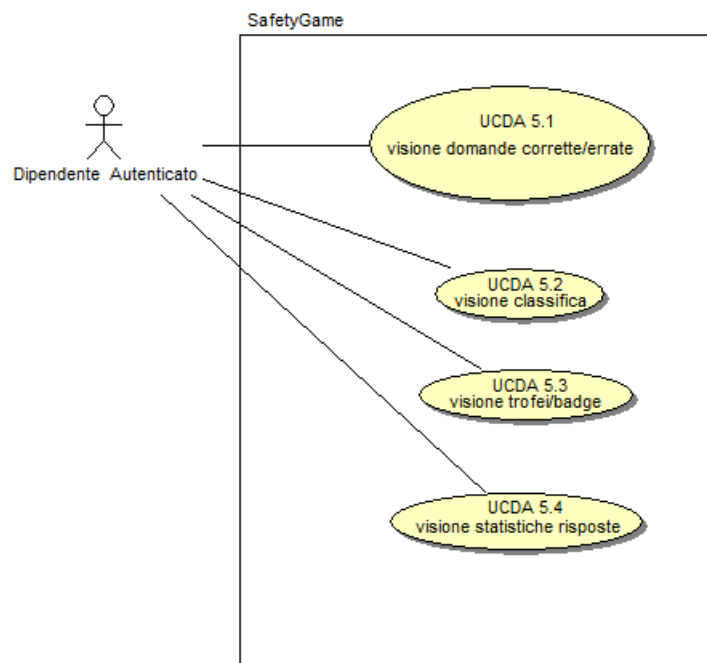 SafetyGame
Dipendente Autenticato
UCDA 5.1
visione domande corrette/errate
UCDA 5.2
visione classifica
UCDA 5.3
visione trofei/badge
UCDA 5.4
visione statistiche risposte